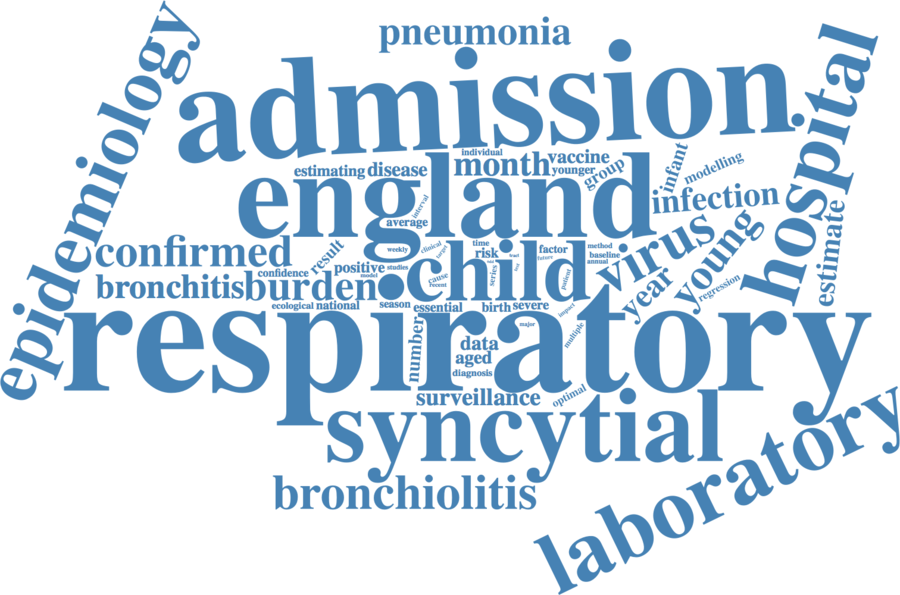 pneumonia
epidemiology
admission
hospital
individual
month
vaccine
younger
estimating
disease
group
infant
modelling
england
infection
interval
average
virus
young
confirmed
result
weekly
clinical
target
time
risk
factor
method
baseline
annual
future
child
estimate
bronchitis
burden
confidence
positive
model
studies
cause
recent
series
patient
year
regression
ecological
national
season
essential
birth
severe
impact
respiratory
number
major
multiple
data
aged
diagnosis
surveillance
optimal
syncytial
laboratory
bronchiolitis